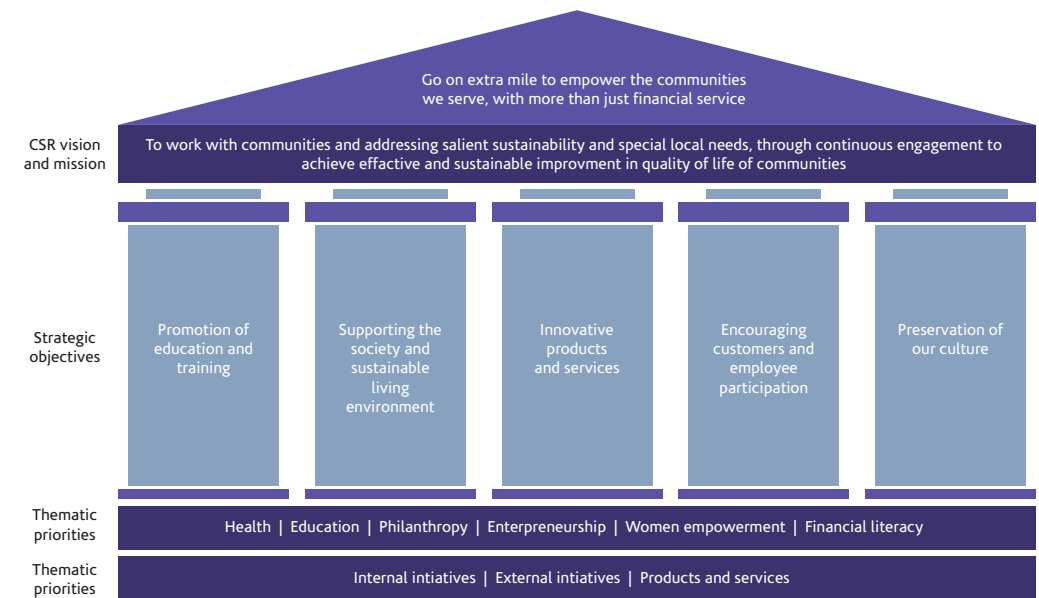 Go on extra mile to empower the communities
we serve, with more than just financial service
CSR vision
and mission
To work with communities and addressing salient sustainability and special local needs, through continuous engagement to
achieve effactive and sustainable improvment in quality of life of communities
Strategic
objectives
Promotion of
education and
training
Supporting the
society and
sustainable
living
environment
Innovative
products
and services
Encouraging
customers and
employee
participation
Preservation of
our culture
Thematic
priorities
Health | Education | Philanthropy | Enterpreneurship | Women empowerment | Financial literacy
Thematic
priorities
Internal intiatives | External intiatives | Products and services